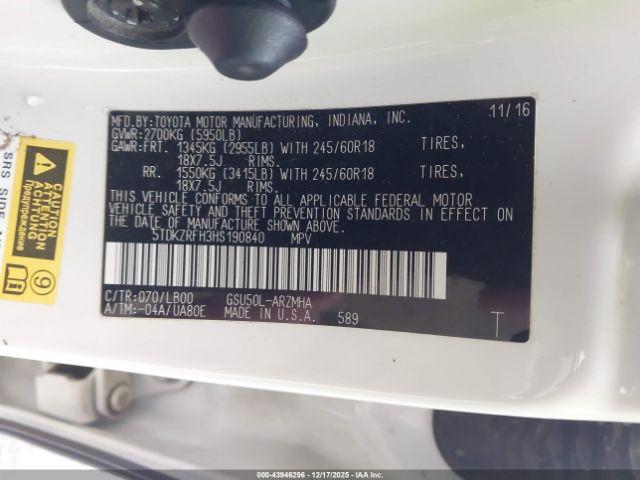 MFD.BY:TOYOTA MOTOR MANUFACTURING, INDIANA, INC. 11/16
GVWR:2700KG (5950LB)
GAWR:FRT. 1345KG (2955LB) WITH 245/60R18 TIRES,
18X7.5J RIMS.
RR. 1550KG (3415LB) WITH 245/60R18 TIRES,
18X7.5J RIMS.
THIS VEHICLE CONFORMS TO ALL APPLICABLE FEDERAL MOTOR
VEHICLE SAFETY AND THEFT PREVENTION STANDARDS IN EFFECT ON
THE DATE OF MANUFACTURE SHOWN ABOVE.
5TDKZRFH3HS190840 MPV
C/TR:070/LB00 GSU50L-ARZMHA
A/TM:-04A/UA80E MADE IN U.S.A. 589 T
CAUTION
ATTENTION
ACHTUNG
Предупреждение
SRS SIDE
9
000-43946296 - 12/17/2025 - IAAI.CA